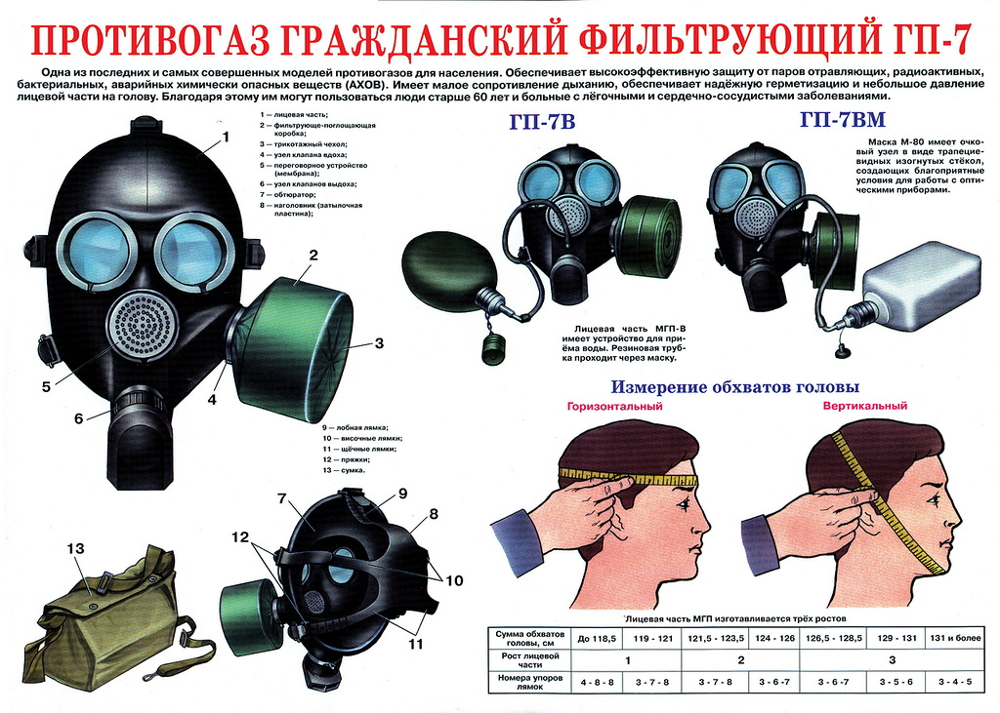 ПРОТИВОГАЗ ГРАЖДАНСКИЙ ФИЛЬТРУЮЩИЙ ГП-7
Одна из последних и самых совершенных моделей противогазов для населения. Обеспечивает высокоэффективную защиту от паров отравляющих, радиоактивных,
бактериальных, аварийных химически опасных веществ (АХОВ). Имеет малое сопротивление дыханию, обеспечивает надёжную герметизацию и небольшое давление
лицевой части на голову. Благодаря этому им могут пользоваться люди старше 60 лет и больные с лёгочными и сердечно-сосудистыми заболеваниями.
1 — лицевая часть;
2 — фильтрующе-поглощающая
коробка;
3 — трикотажный чехол;
4 — узел клапана вдоха;
5 — переговорное устройство
(мембрана);
6 — узел клапанов выдоха;
7 — обтюратор;
8 — наголовник (затылочная
пластина);
1
2
3
4
5
6
ГП-7В
Лицевая часть МГП-В
имеет устройство для при-
ёма воды. Резиновая труб-
ка проходит через маску.
ГП-7ВМ
Маска М-80 имеет очко-
вый узел в виде трапецие-
видных изогнутых стёкол,
создающих благоприятные
условия для работы с опти-
ческими приборами.
9 — лобная лямка;
10 — височные лямки;
11 — щёчные лямки;
12 — пряжки;
13 — сумка.
7
9
8
12
10
11
13
Измерение обхватов головы
Горизонтальный
Вертикальный
Лицевая часть МГП изготавливается трёх ростов
Сумма обхватов головы, см До 118,5 119 - 121 121,5 - 123,5 124 - 126 126,5 - 128,5 129 - 131 131 и более
Рост лицевой части 1 2 3
Номера упоров лямок 4 - 8 - 8 3 - 7 - 8 3 - 7 - 8 3 - 6 -7 3 - 6 -7 3 - 5 - 6 3 - 4 - 5